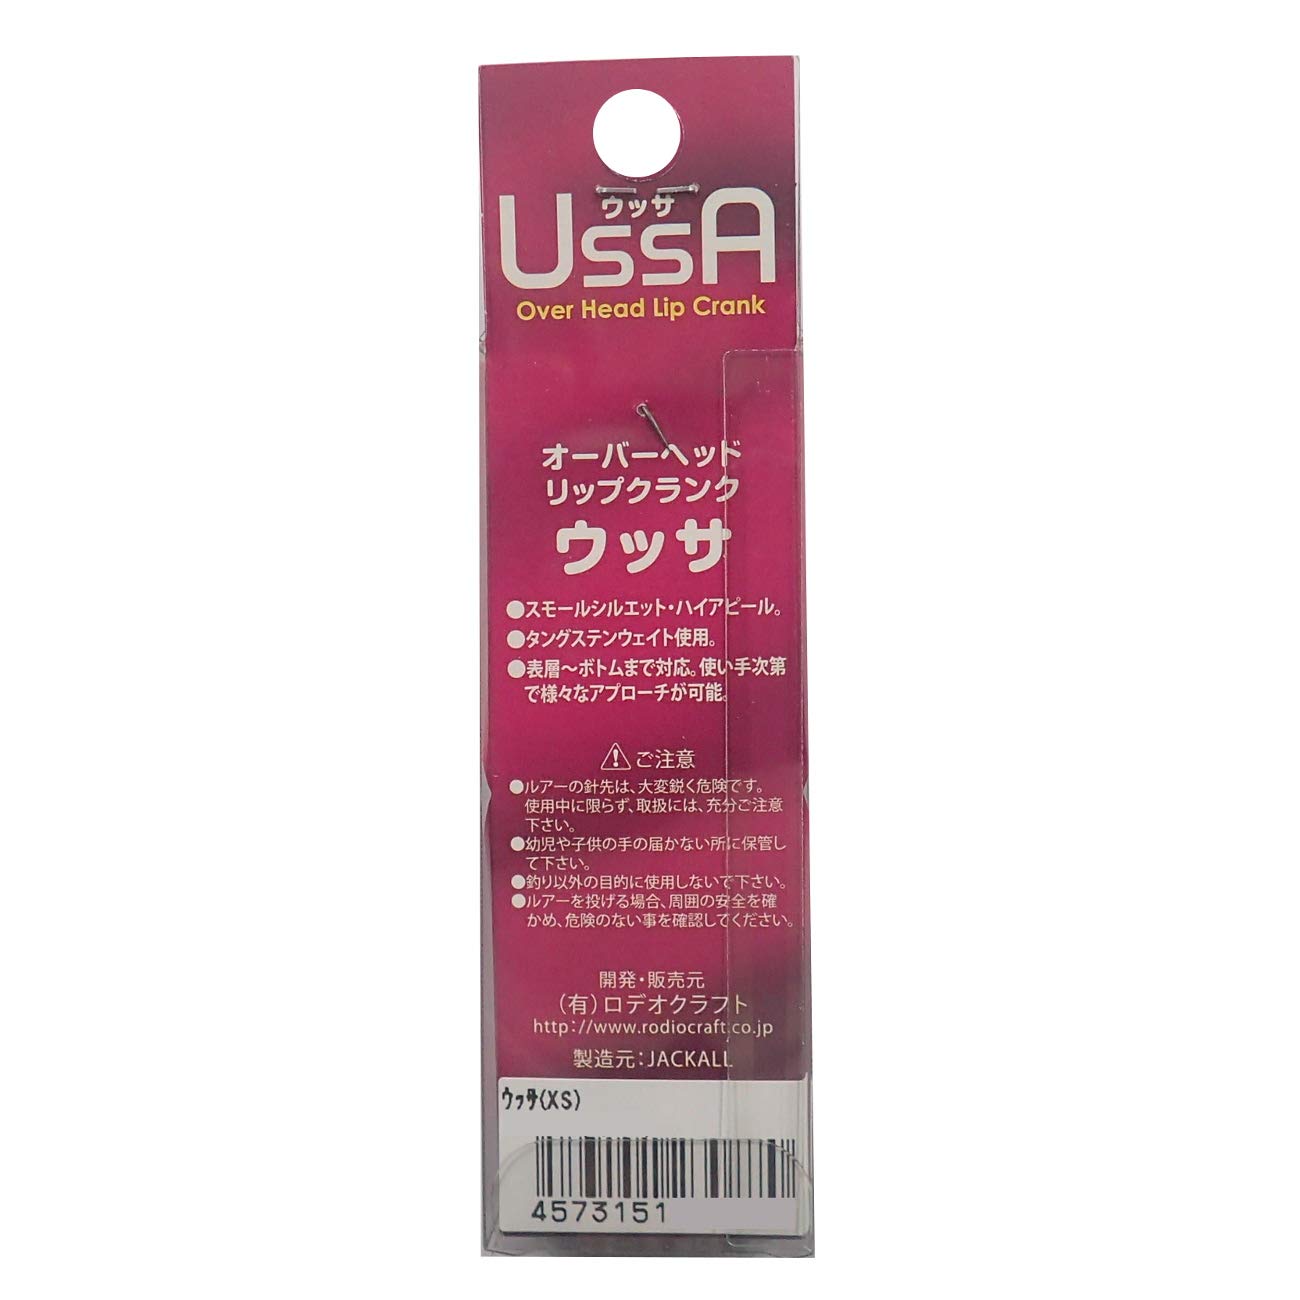 ウッサ
UssA
Over Head Lip Crank
オーバーヘッド
リップクランク
ウッサ
●スモールシルエット・ハイアピール。
●タングステンウェイト使用。
●表層〜ボトムまで対応。使い手次第
で様々なアプローチが可能。
ご注意
●ルアーの針先は、大変鋭く危険です。
使用中に限らず、取扱には、充分ご注意
下さい。
●幼児や子供の手の届かない所に保管し
て下さい。
●釣り以外の目的に使用しないで下さい。
●ルアーを投げる場合、周囲の安全を確
かめ、危険のない事を確認してください。
開発・販売元
(有)ロデオクラフト
http://www.rodiocraft.co.jp
製造元:JACKALL
ウッサ(XS)
4573151